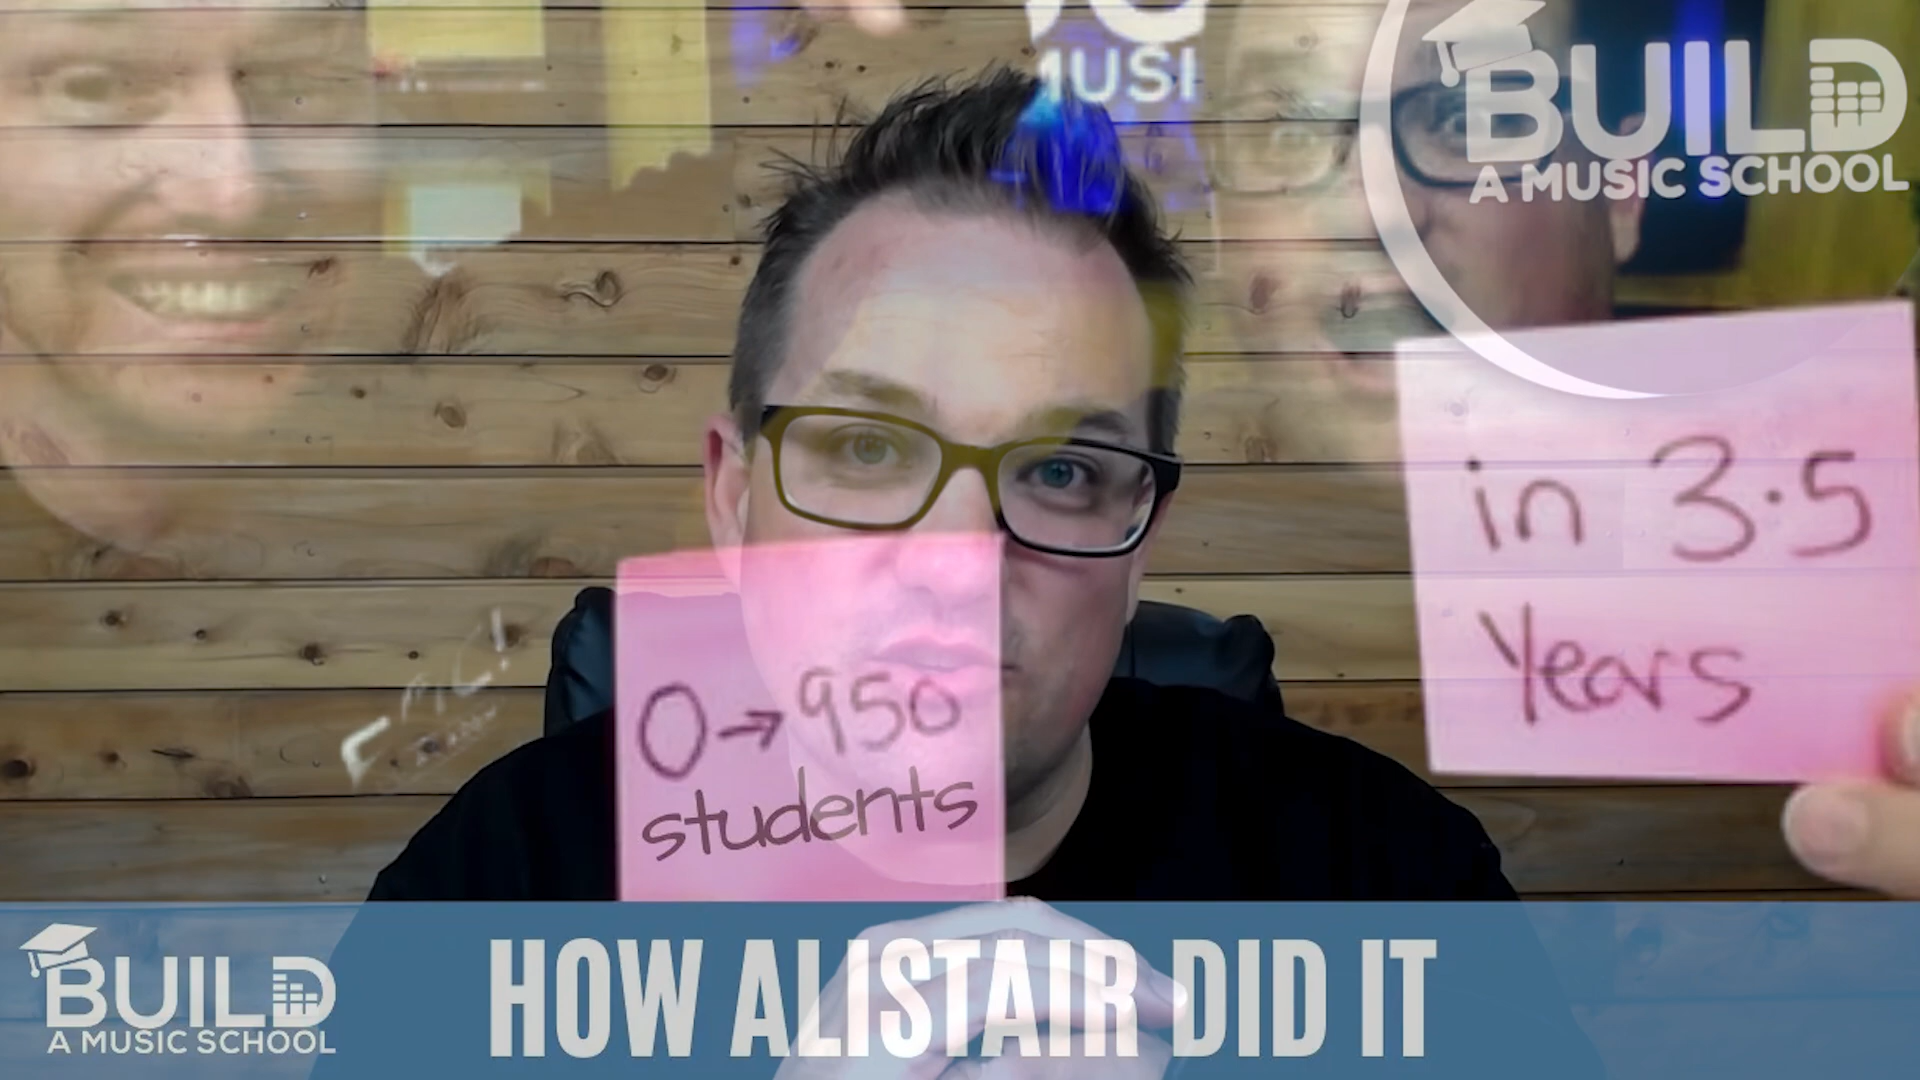 MUSI
BUILD
A MUSIC SCHOOL
in 3.5
Years
0→950
students
BUILD
A MUSIC SCHOOL
HOW ALISTAIR DID IT